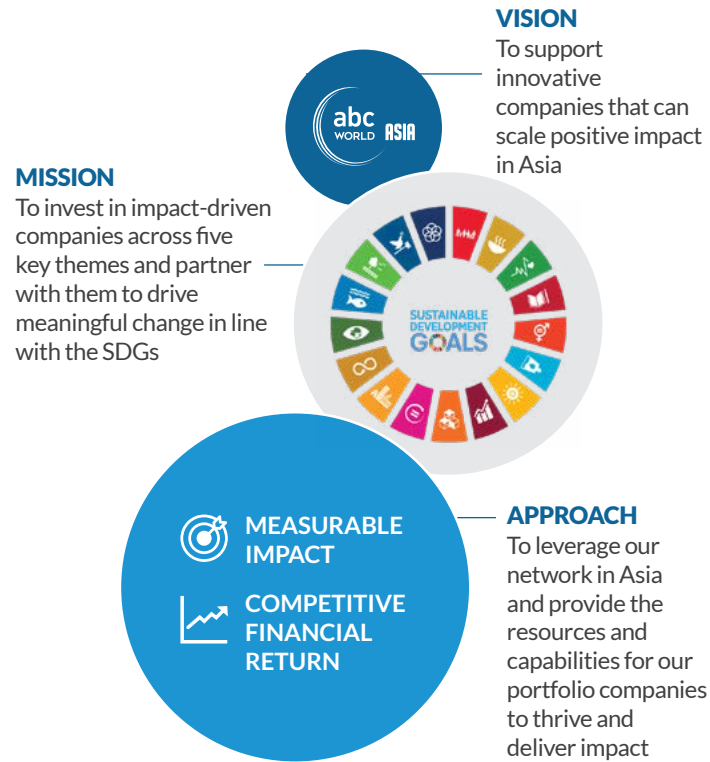 VISION
To support
innovative
companies that can
scale positive impact
in Asia
abc
WORLD ASIA
MISSION
To invest in impact-driven
companies across five
key themes and partner
with them to drive
meaningful change in line
with the SDGs
SUSTAINABLE
DEVELOPMENT
GOALS
MEASURABLE
IMPACT
COMPETITIVE
FINANCIAL
RETURN
APPROACH
To leverage our
network in Asia
and provide the
resources and
capabilities for our
portfolio companies
to thrive and
deliver impact